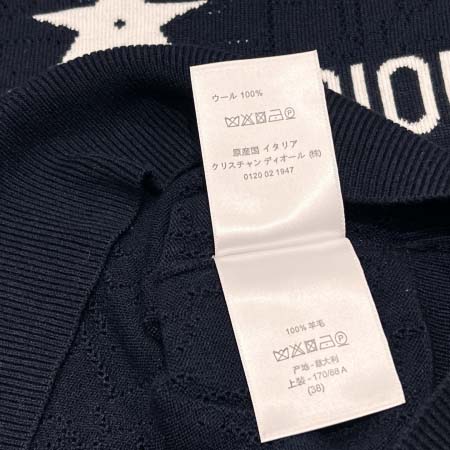 DIOR
ウール 100%
原産国 イタリア
クリスチャン ディオール (株)
0120 02 1947
100% 羊毛
产地 - 意大利
上装 - 170/88 A
(38)